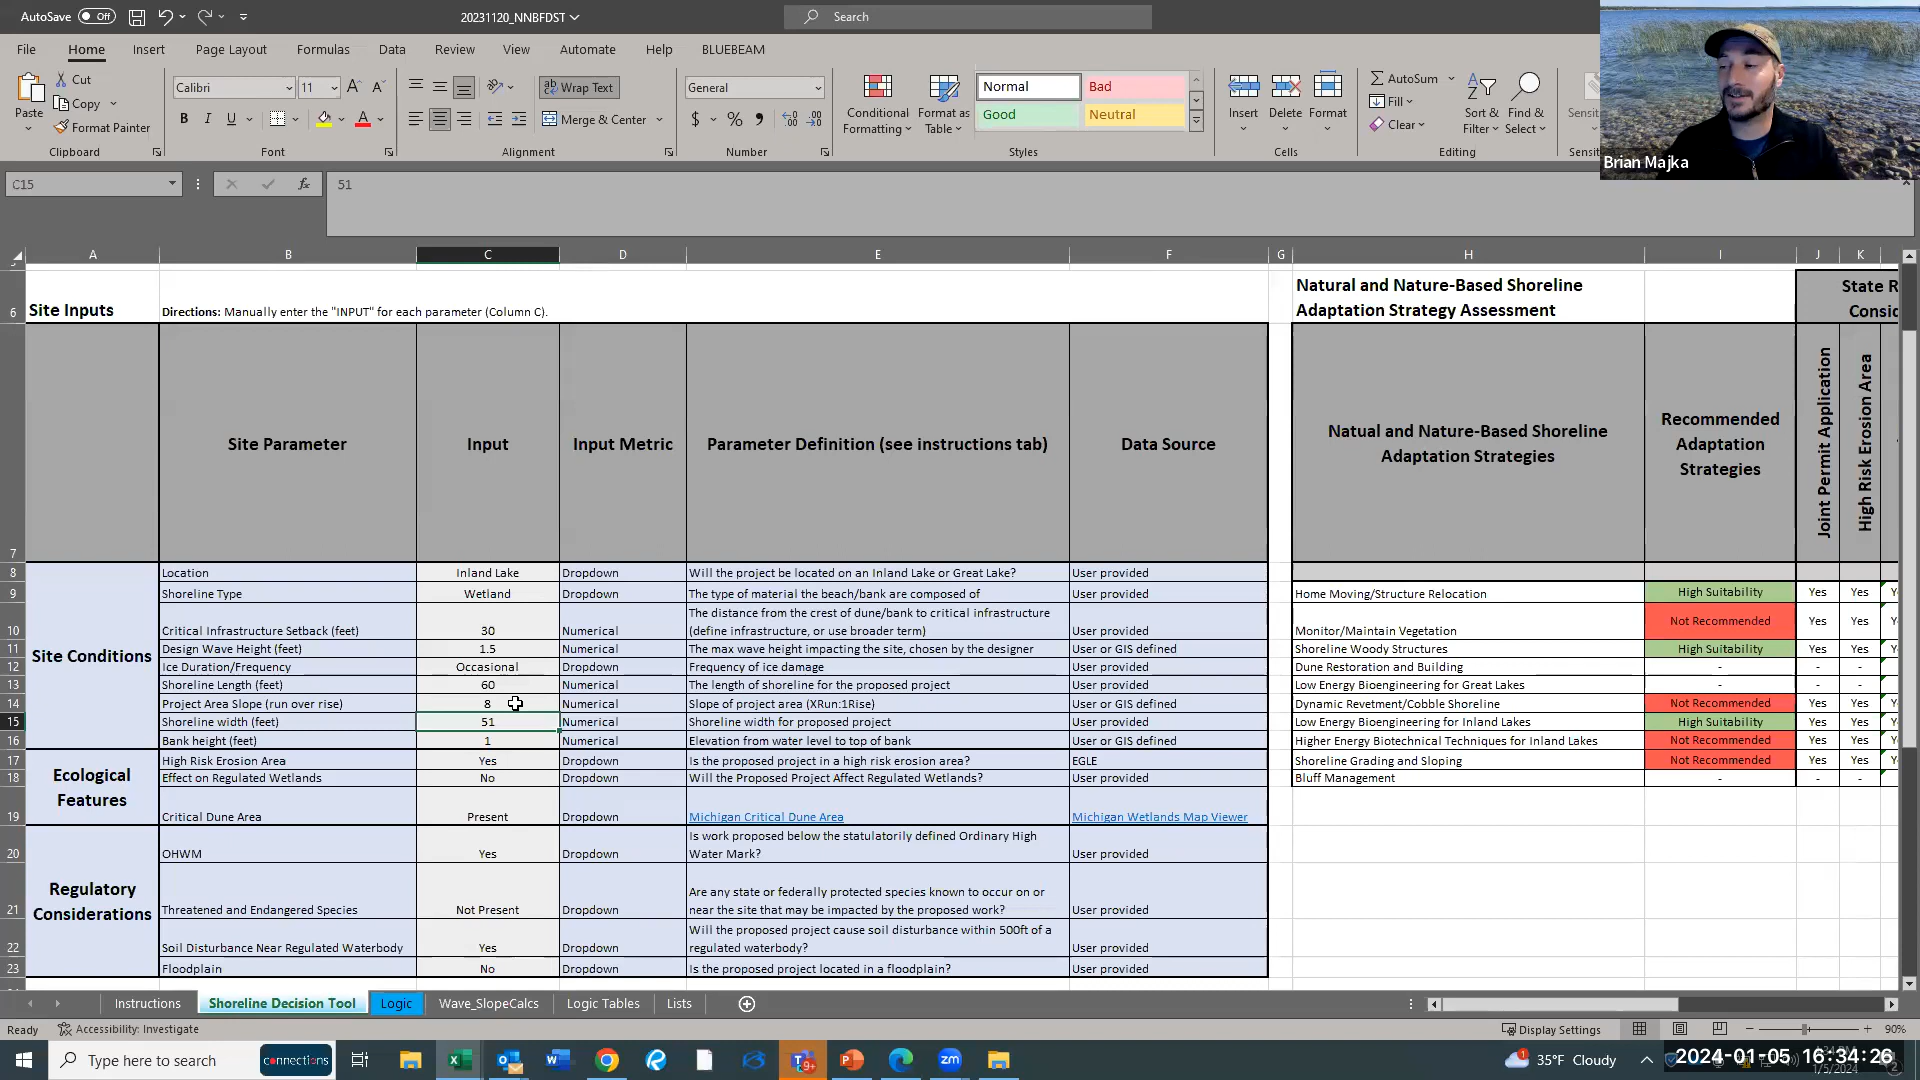 AutoSave Off
20231120_NNBFDST
Search
File Home Insert Page Layout Formulas Data Review View Automate Help BLUEBEAM
Paste
Cut
Copy
Format Painter
Clipboard
Calibri 11
B I U
Font
Wrap Text
Merge & Center
Alignment
General
$ %
Number
Conditional Formatting
Format as Table
Normal Bad
Good Neutral
Styles
Insert Delete Format
Cells
AutoSum
Fill
Clear
Sort & Filter
Find & Select
Editing
Brian Majka
C15
fx
51
A B C D E F G H I J K
6 Site Inputs
Directions: Manually enter the "INPUT" for each parameter (Column C).
Natural and Nature-Based Shoreline
Adaptation Strategy Assessment
State R
Consid
7
Site Parameter
Input
Input Metric
Parameter Definition (see instructions tab)
Data Source
Natual and Nature-Based Shoreline
Adaptation Strategies
Recommended
Adaptation
Strategies
Joint Permit Application
High Risk Erosion Area
Site Conditions
8 Location Inland Lake Dropdown Will the project be located on an Inland Lake or Great Lake? User provided
9 Shoreline Type Wetland Dropdown The type of material the beach/bank are composed of User provided
Home Moving/Structure Relocation High Suitability Yes Yes
10 Critical Infrastructure Setback (feet) 30 Numerical The distance from the crest of dune/bank to critical infrastructure
(define infrastructure, or use broader term) User provided
Monitor/Maintain Vegetation Not Recommended Yes Yes
11 Design Wave Height (feet) 1.5 Numerical The max wave height impacting the site, chosen by the designer User or GIS defined
Shoreline Woody Structures High Suitability Yes Yes
12 Ice Duration/Frequency Occasional Dropdown Frequency of ice damage User provided
Dune Restoration and Building - - -
13 Shoreline Length (feet) 60 Numerical The length of shoreline for the proposed project User provided
Low Energy Bioengineering for Great Lakes - - -
14 Project Area Slope (run over rise) 8 Numerical Slope of project area (XRun:1Rise) User provided
Dynamic Revetment/Cobble Shoreline Not Recommended Yes Yes
15 Shoreline width (feet) 51 Numerical Shoreline width for proposed project User provided
Low Energy Bioengineering for Inland Lakes High Suitability Yes Yes
16 Bank height (feet) 1 Numerical Elevation from water level to top of bank User or GIS defined
Higher Energy Biotechnical Techniques for Inland Lakes Not Recommended Yes Yes
Ecological
Features
17 High Risk Erosion Area Yes Dropdown Is the proposed project in a high risk erosion area? EGLE
Shoreline Grading and Sloping Not Recommended Yes Yes
18 Effect on Regulated Wetlands No Dropdown Will the Proposed Project Affect Regulated Wetlands? User provided
Bluff Management - - -
19 Critical Dune Area Present Dropdown Michigan Critical Dune Area Michigan Wetlands Map Viewer
Regulatory
Considerations
20 OHWM Yes Dropdown Is work proposed below the statulatorily defined Ordinary High
Water Mark? User provided
21 Threatened and Endangered Species Not Present Dropdown Are any state or federally protected species known to occur on or
near the site that may be impacted by the proposed work? User provided
22 Soil Disturbance Near Regulated Waterbody Yes Dropdown Will the proposed project cause soil disturbance within 500ft of a
regulated waterbody? User provided
23 Floodplain No Dropdown Is the proposed project located in a floodplain? User provided
Instructions Shoreline Decision Tool Logic Wave_SlopeCalcs Logic Tables Lists
Ready Accessibility: Investigate
Display Settings
90%
Type here to search
connections
35°F Cloudy
2024-01-05 16:34:26
1/5/2024